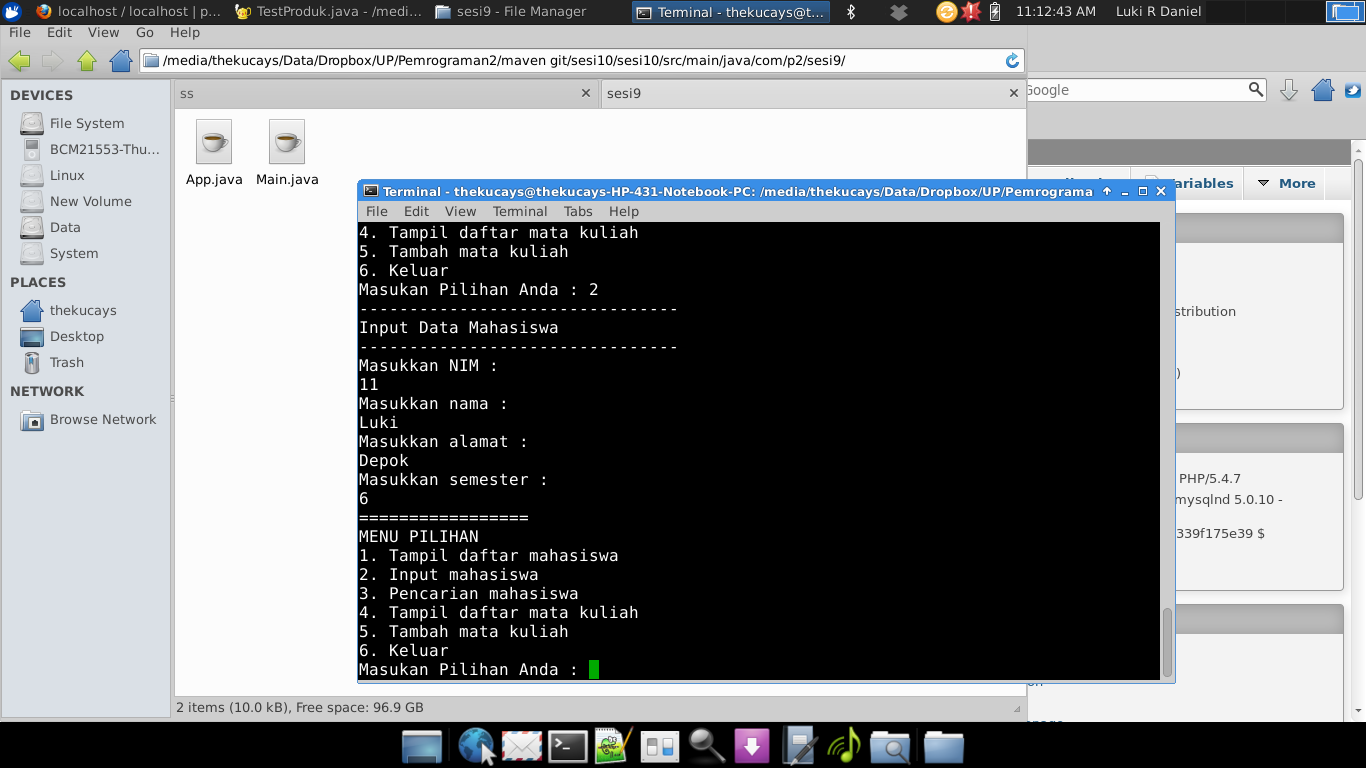 localhost / localhost | p...
TestProduk.java - /medi...
sesi9 - File Manager
Terminal - thekucays@t...
11:12:43 AM
Luki R Daniel
File Edit View Go Help
/media/thekucays/Data/Dropbox/UP/Pemrograman2/maven git/sesi10/sesi10/src/main/java/com/p2/sesi9/
Google
DEVICES
File System
BCM21553-Thu...
Linux
New Volume
Data
System
PLACES
thekucays
Desktop
Trash
NETWORK
Browse Network
ss
sesi9
App.java
Main.java
Terminal - thekucays@thekucays-HP-431-Notebook-PC: /media/thekucays/Data/Dropbox/UP/Pemrograma
File Edit View Terminal Tabs Help
4. Tampil daftar mata kuliah
5. Tambah mata kuliah
6. Keluar
Masukan Pilihan Anda : 2
--------------------------------
Input Data Mahasiswa
--------------------------------
Masukkan NIM :
11
Masukkan nama :
Luki
Masukkan alamat :
Depok
Masukkan semester :
6
=================
MENU PILIHAN
1. Tampil daftar mahasiswa
2. Input mahasiswa
3. Pencarian mahasiswa
4. Tampil daftar mata kuliah
5. Tambah mata kuliah
6. Keluar
Masukan Pilihan Anda :
2 items (10.0 kB), Free space: 96.9 GB
ariables
More
stribution
)
PHP/5.4.7
mysqlnd 5.0.10 -
339f175e39 $